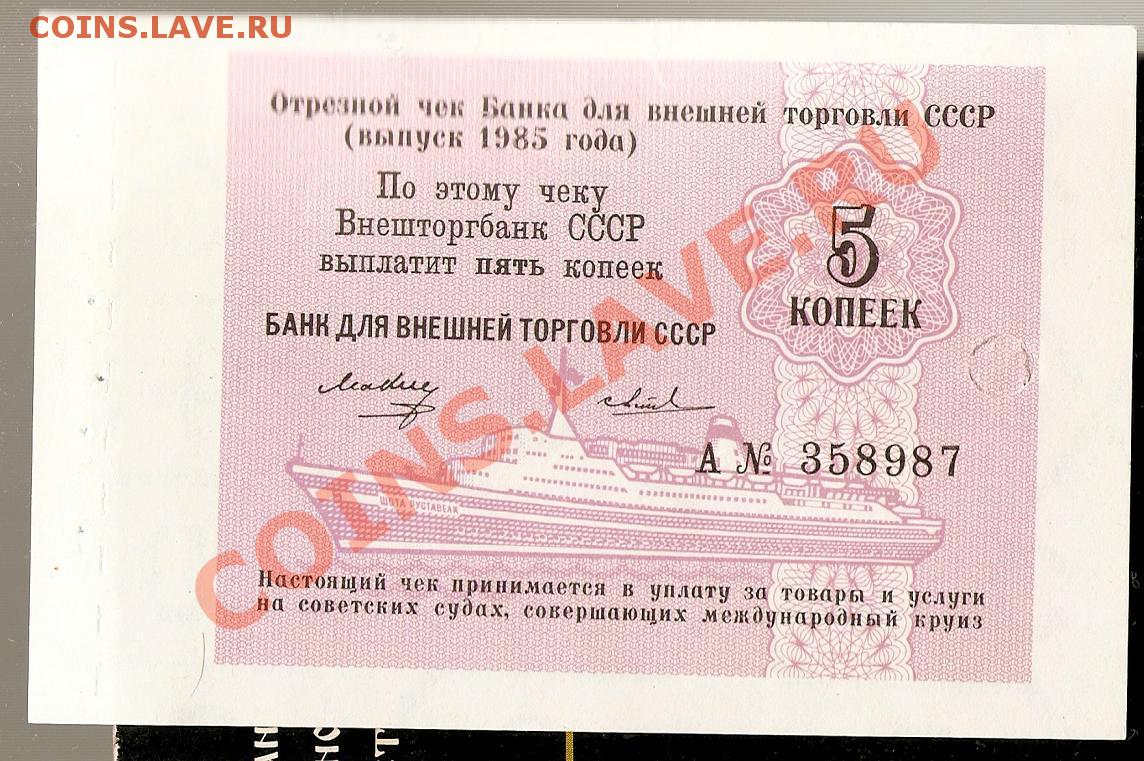 COINS.LAVE.RU
Отрезной чек Банка для внешней торговли СССР
(выпуск 1985 года)
По этому чеку
Внешторгбанк СССР
выплатит пять копеек
5
КОПЕЕК
БАНК ДЛЯ ВНЕШНЕЙ ТОРГОВЛИ СССР
А № 358987
ШОТА РУСТАВЕЛИ
Настоящий чек принимается в уплату за товары и услуги
на советских судах, совершающих международный круиз
COINS.LAVE.RU